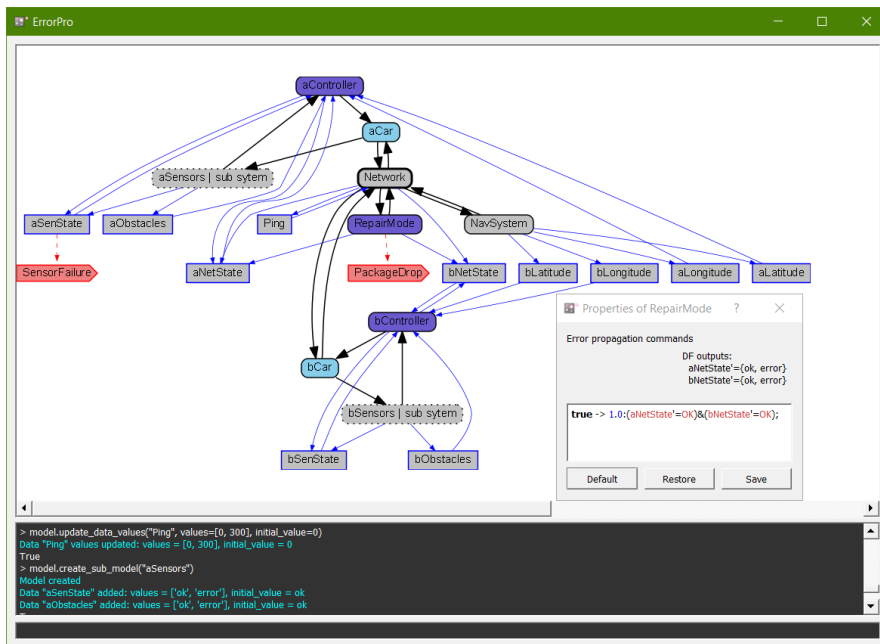 ErrorPro
aController
aCar
aSensors | sub sytem
Network
aSenState
aObstacles
Ping
RepairMode
NavSystem
SensorFailure
aNetState
PackageDrop
bNetState
bLatitude
bLongitude
aLongitude
aLatitude
bController
bCar
bSensors | sub sytem
bSenState
bObstacles
Properties of RepairMode
?
Error propagation commands
DF outputs:
aNetState'={ok, error}
bNetState'={ok, error}
true -> 1.0:(aNetState'=OK)&(bNetState'=OK);
Default Restore Save
> model.update_data_values("Ping", values=[0, 300], initial_value=0)
Data "Ping" values updated: values = [0, 300], initial_value = 0
True
> model.create_sub_model("aSensors")
Model created
Data "aSenState" added: values = ['ok', 'error'], initial_value = ok
Data "aObstacles" added: values = ['ok', 'error'], initial_value = ok